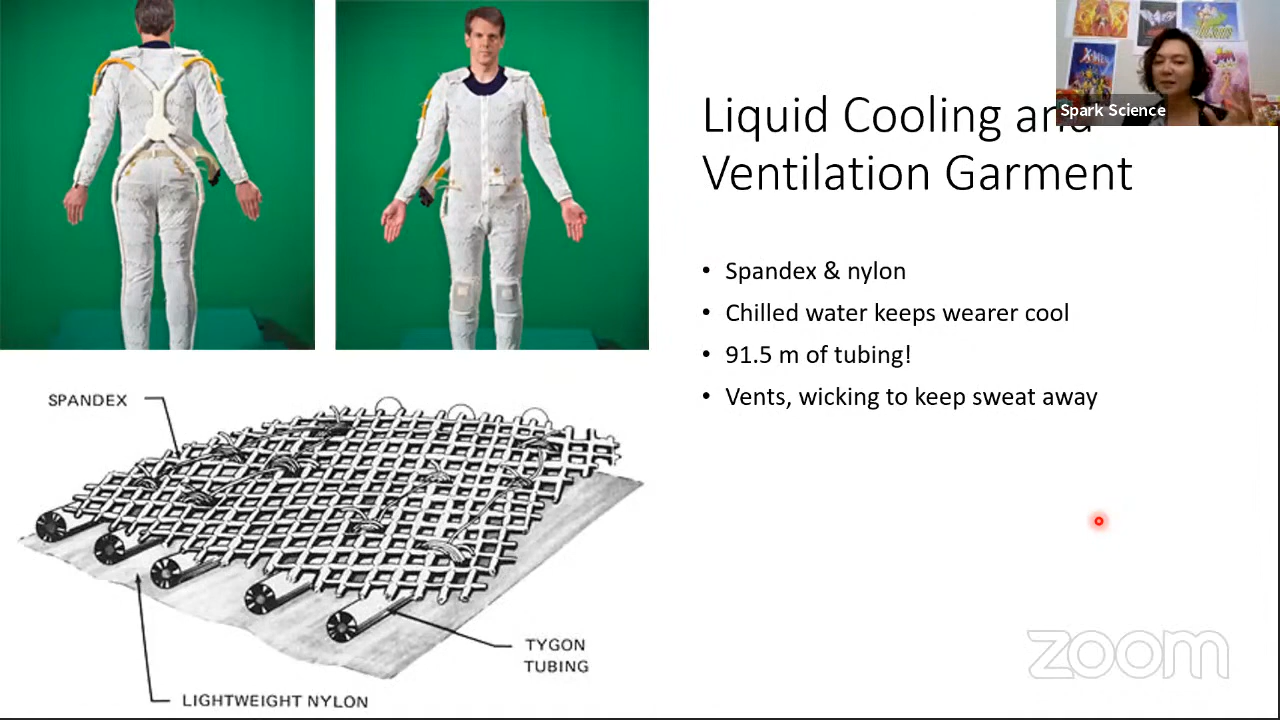 Spark Science
Liquid Cooling and
Ventilation Garment
• Spandex & nylon
• Chilled water keeps wearer cool
• 91.5 m of tubing!
• Vents, wicking to keep sweat away
SPANDEX
TYGON
TUBING
LIGHTWEIGHT NYLON
zoom
X-MEN